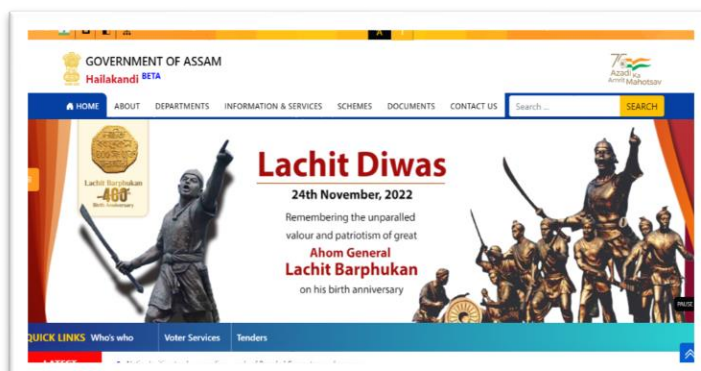 GOVERNMENT OF ASSAM
Hailakandi BETA
75
Azadi Ka
Amrit Mahotsav
HOME ABOUT DEPARTMENTS INFORMATION & SERVICES SCHEMES DOCUMENTS CONTACT US Search ... SEARCH
Lachit Barphukan
400
Birth Anniversary
Lachit Diwas
24th November, 2022
Remembering the unparalled
valour and patriotism of great
Ahom General
Lachit Barphukan
on his birth anniversary
PAUSE
QUICK LINKS Who's who Voter Services Tenders
LATEST